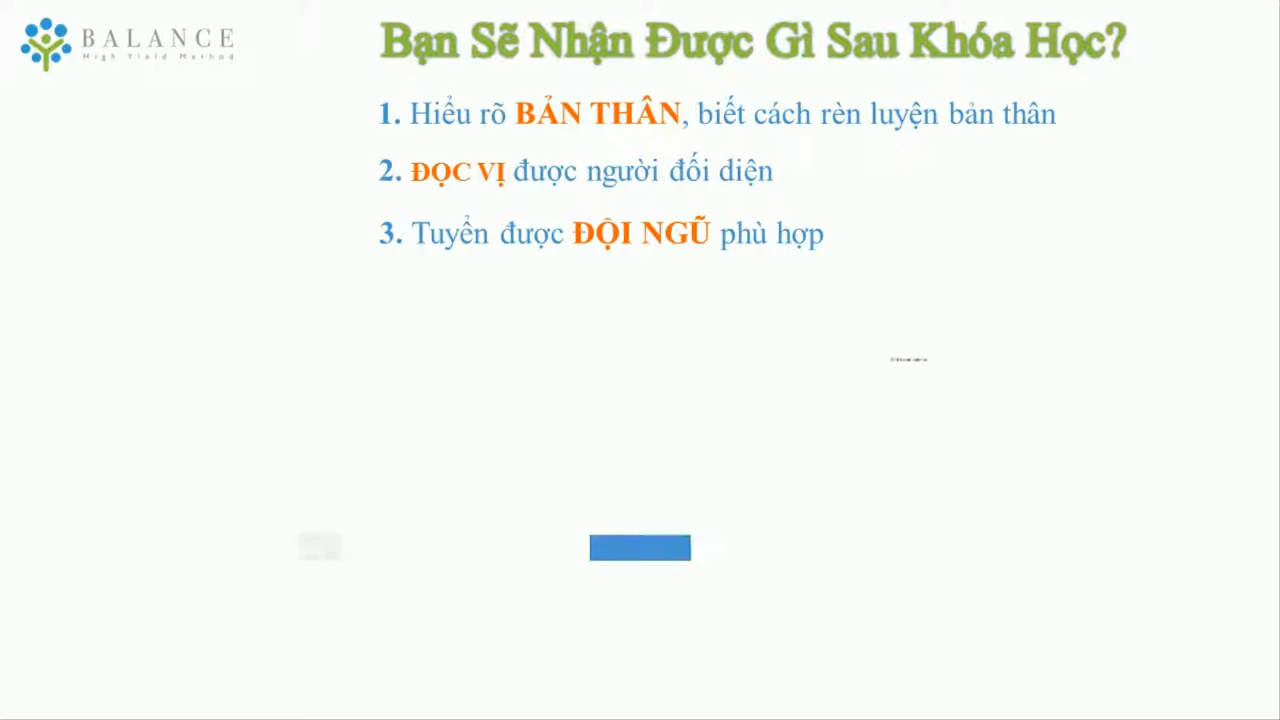 BALANCE
High Yield Method
Bạn Sẽ Nhận Được Gì Sau Khóa Học?
1. Hiểu rõ BẢN THÂN, biết cách rèn luyện bản thân
2. ĐỌC VỊ được người đối diện
3. Tuyển được ĐỘI NGŨ phù hợp